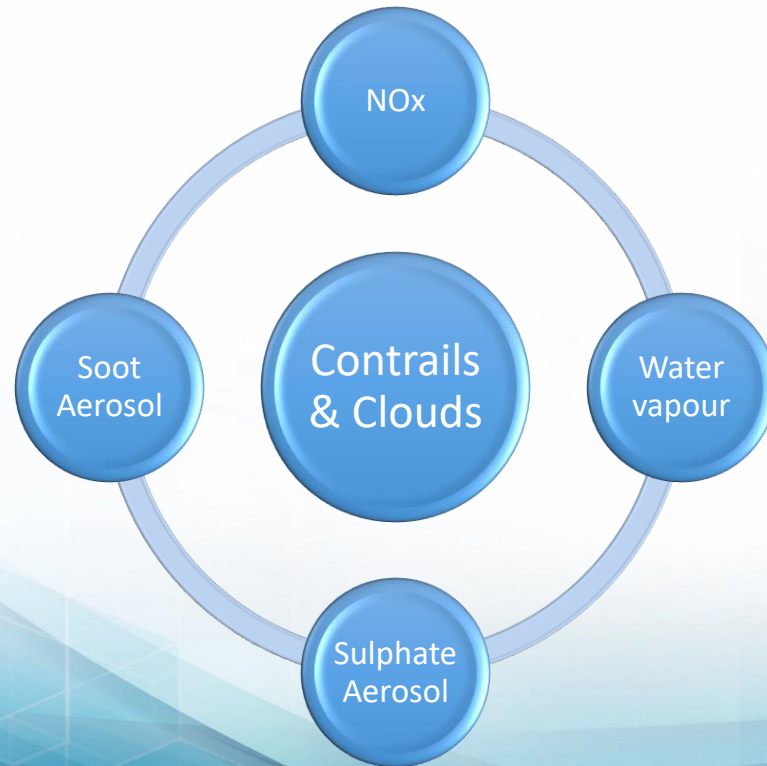 NOx
Contrails
& Clouds
Soot
Aerosol
Water
vapour
Sulphate
Aerosol